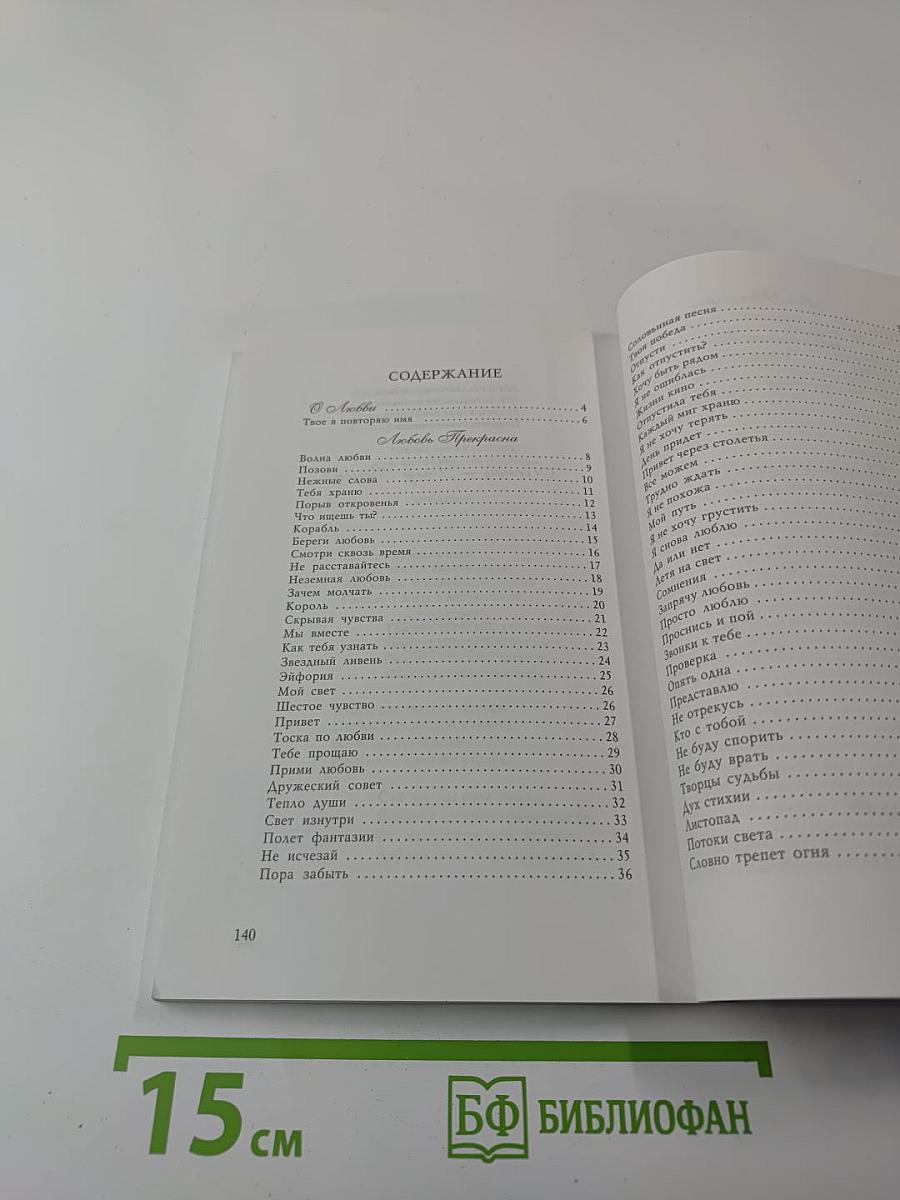 СОДЕРЖАНИЕ
О Любви 4
Твое я повторяю имя 6
Любовь Прекрасна
Волна любви 8
Позови 9
Нежные слова 10
Тебя храню 11
Порыв откровенья 12
Что ищешь ты? 13
Корабль 14
Береги любовь 15
Смотри сквозь время 16
Не расставайтесь 17
Неземная любовь 18
Зачем молчать 19
Король 20
Скрывая чувства 21
Мы вместе 22
Как тебя узнать 23
Звездный ливень 24
Эйфория 25
Мой свет 26
Шестое чувство 26
Привет 27
Тоска по любви 28
Тебе прощаю 29
Прими любовь 30
Дружеский совет 31
Тепло души 32
Свет изнутри 33
Полет фантазии 34
Не исчезай 35
Пора забыть 36
140
Соловьиная песня
Твоя победа
Отпусти
Как отпустить?
Хочу быть рядом
Я не ошиблась
Жизни кино
Отпустила тебя
Каждый миг храню
Я не хочу терять
День придет
Привет через столетья
Все можем
Трудно ждать
Я не похожа
Мой путь
Я не хочу грустить
Я снова люблю
Да или нет
Летя на свет
Сомнения
Запрячу любовь
Просто люблю
Проснись и пой
Звонки к тебе
Проверка
Опять одна
Представлю
Не отрекусь
Кто с тобой
Не буду спорить
Не буду врать
Творцы судьбы
Дух стихии
Листопад
Потоки света
Словно трепет огня
15 см
БФ БИБЛИОФАН